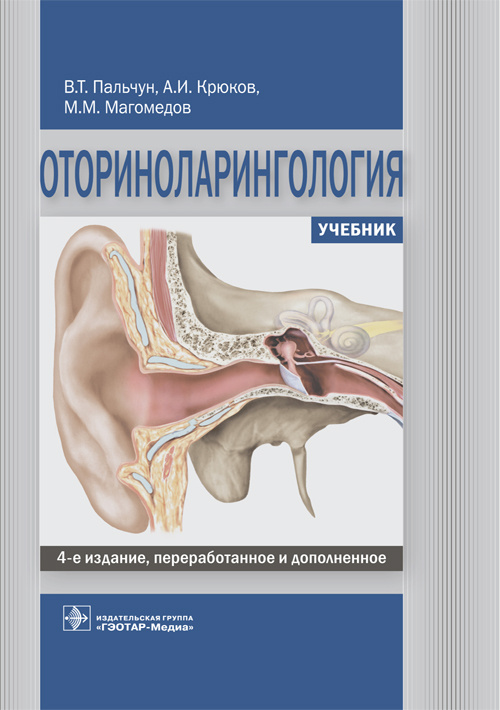 В.Т. Пальчун, А.И. Крюков,
М.М. Магомедов
ОТОРИНОЛАРИНГОЛОГИЯ
УЧЕБНИК
4-е издание, переработанное и дополненное
ИЗДАТЕЛЬСКАЯ ГРУППА
«ГЭОТАР-Медиа»